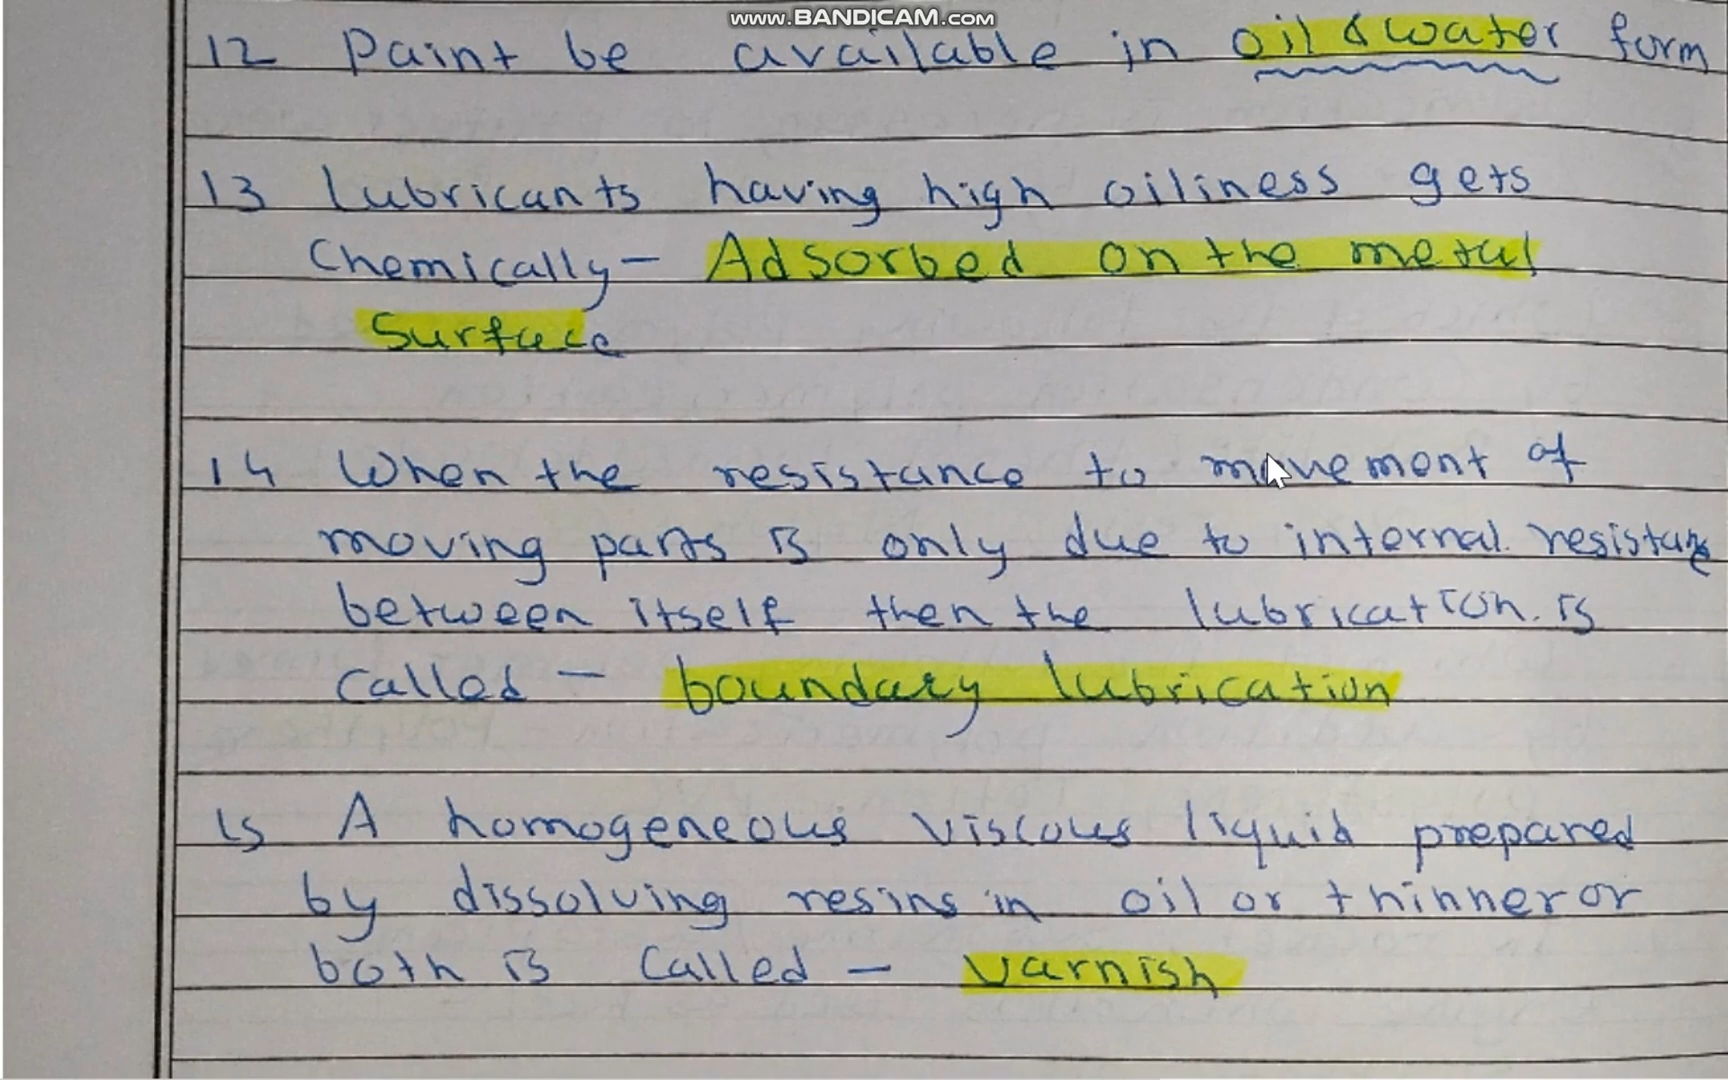 www.BANDICAM.com
12 Paint be available in oil & water form
13 Lubricants having high oiliness gets
Chemically - Adsorbed on the metal
Surface
14 When the resistance to movement of
moving parts is only due to internal resistance
between itself then the lubrication is
called - boundary lubrication
15 A homogeneous viscous liquid prepared
by dissolving resins in oil or thinner or
both is called - varnish